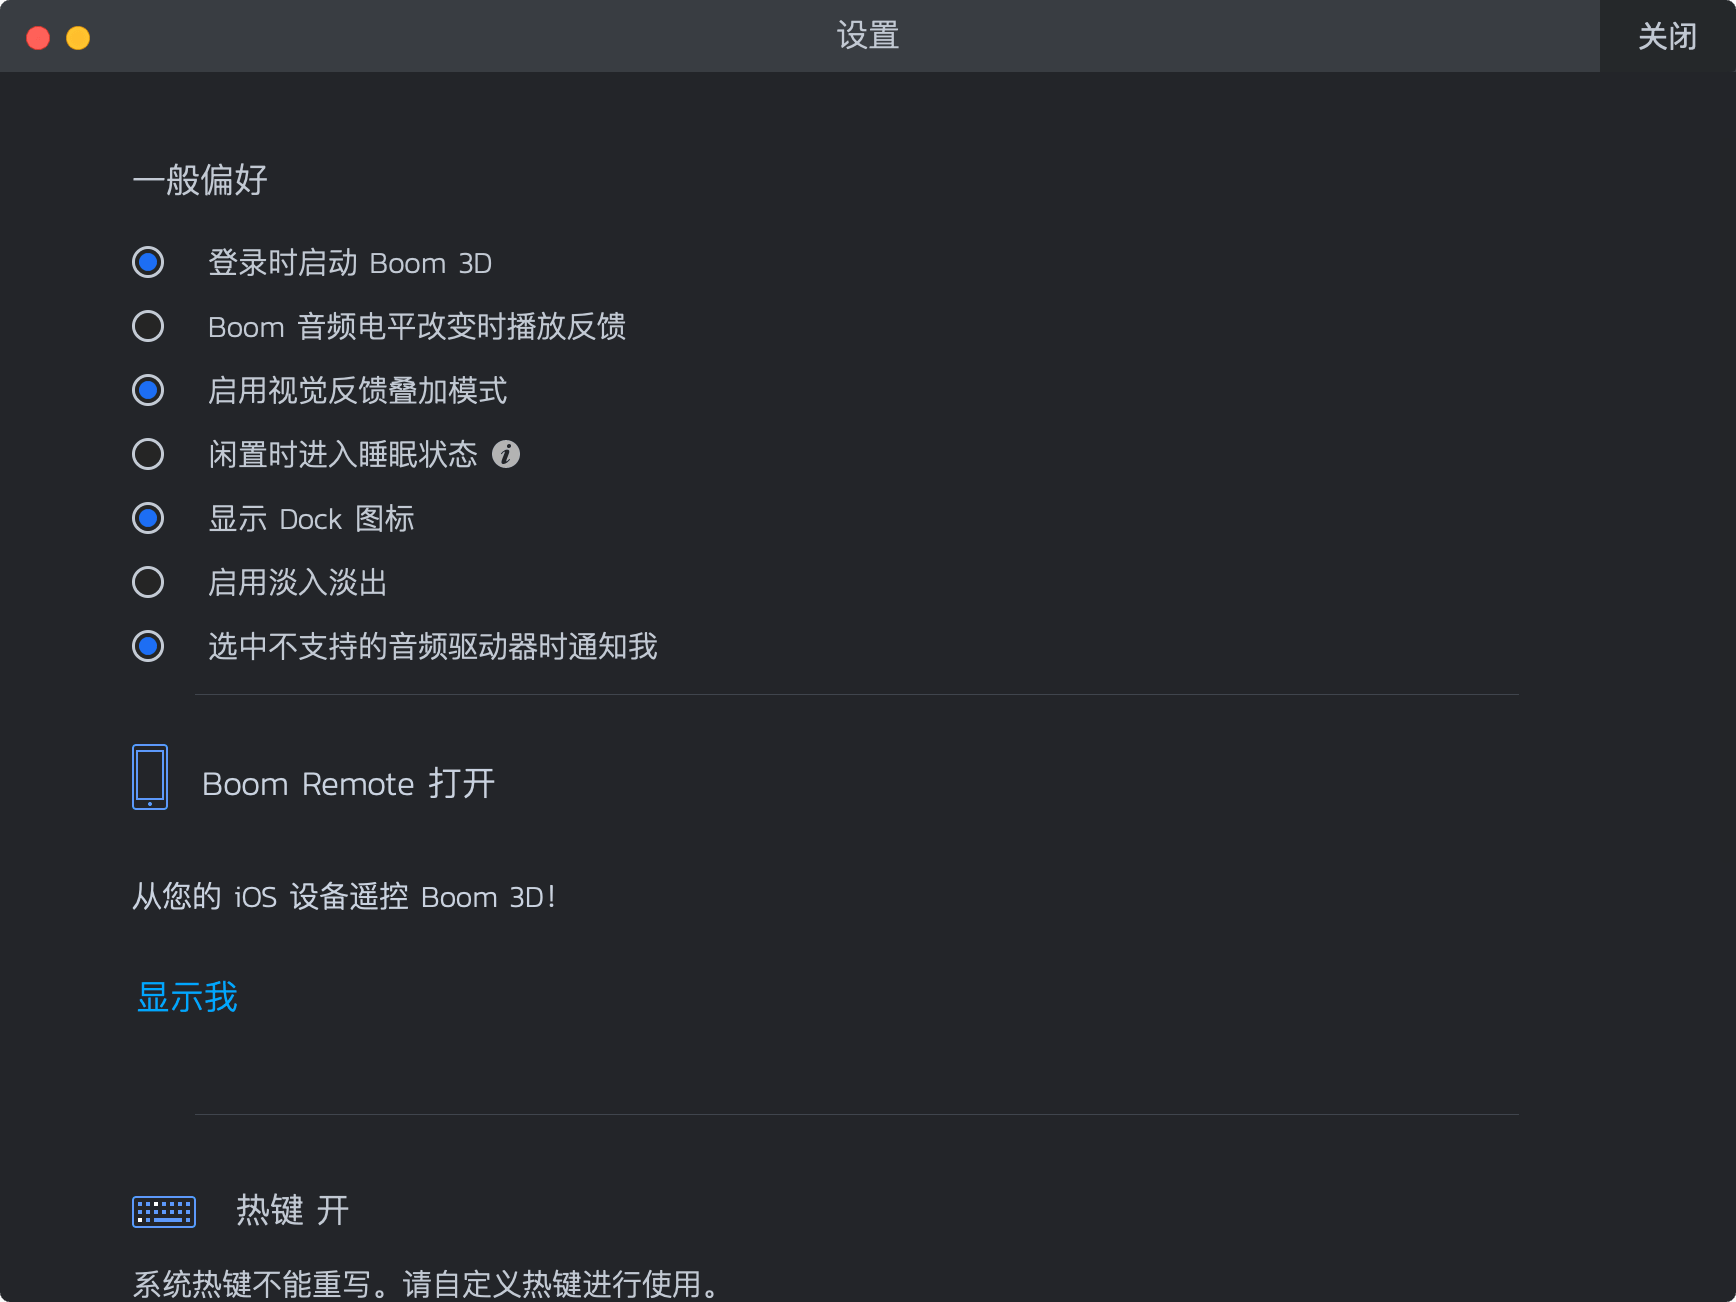 设置
关闭
一般偏好
登录时启动 Boom 3D
Boom 音频电平改变时播放反馈
启用视觉反馈叠加模式
闲置时进入睡眠状态
显示 Dock 图标
启用淡入淡出
选中不支持的音频驱动器时通知我
Boom Remote 打开
从您的 iOS 设备遥控 Boom 3D!
显示我
热键 开
系统热键不能重写。请自定义热键进行使用。